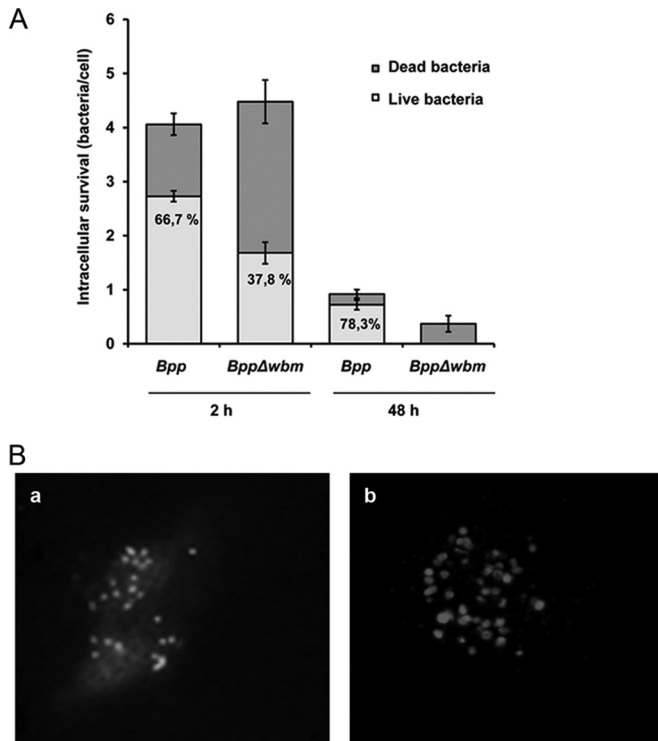 A
Intracellular survival (bacteria/cell)
6
5
4
3
2
1
0
Dead bacteria
Live bacteria
66,7 %
37,8 %
78,3%
Bpp
BppΔwbm
Bpp
BppΔwbm
2 h
48 h
B
a
b